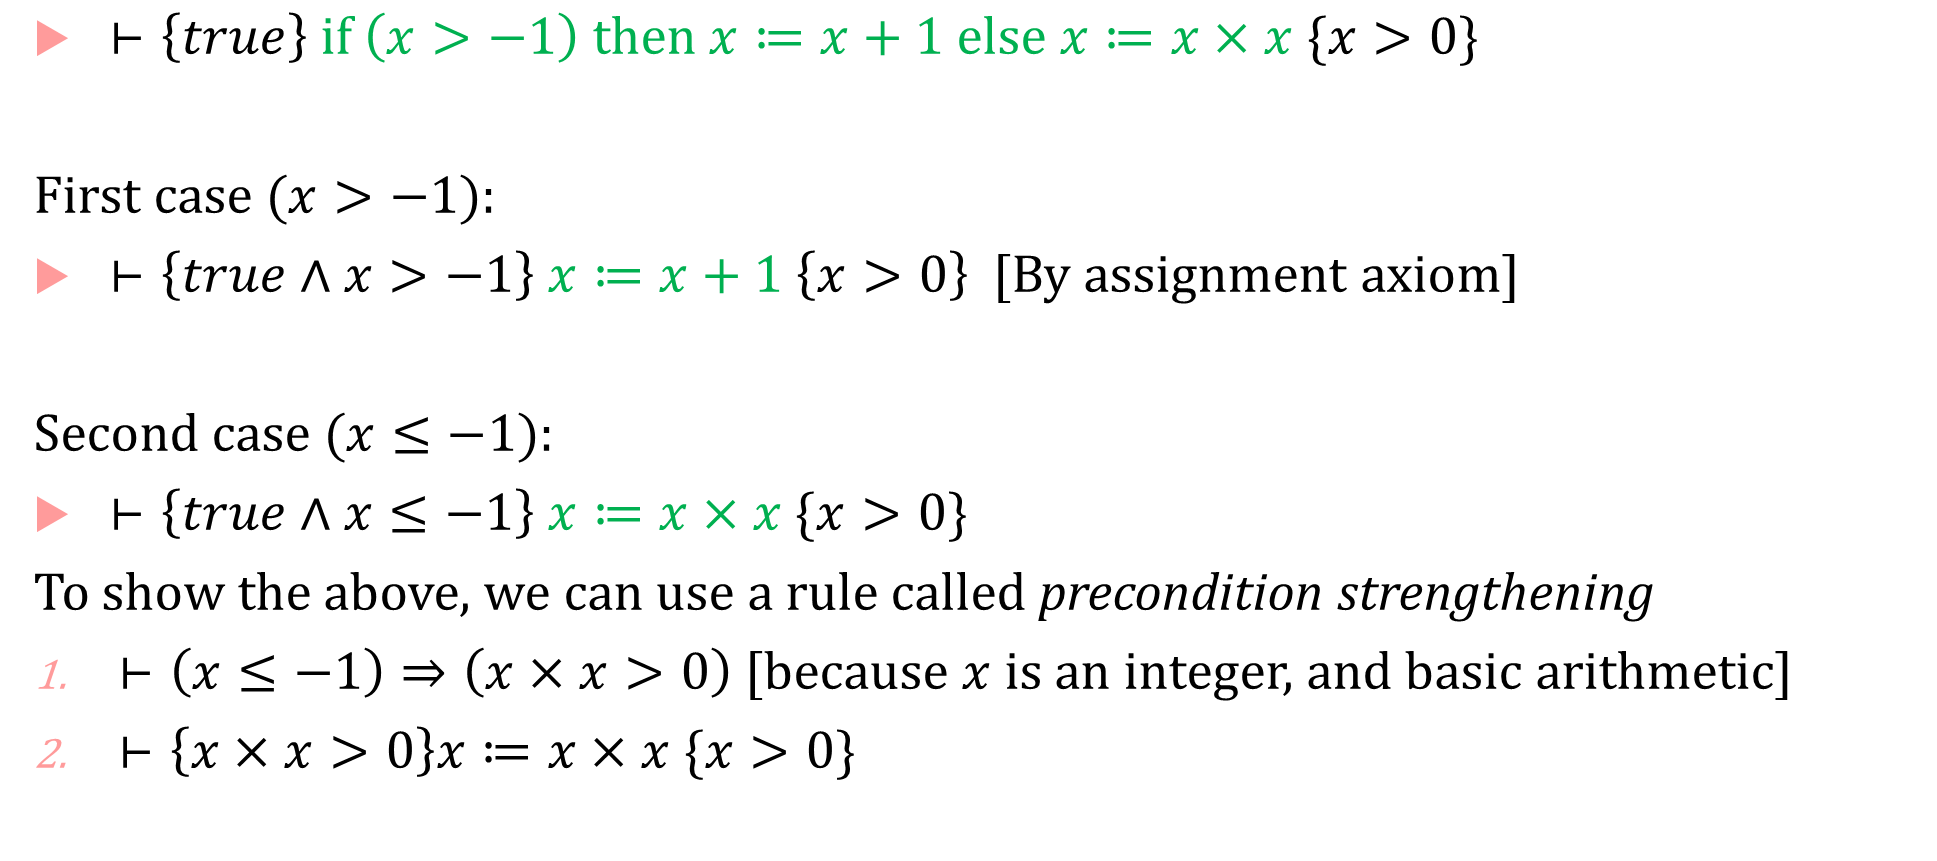 ▶ ⊢ {true} if (x > −1) then x ≔ x + 1 else x ≔ x × x {x > 0}
First case (x > −1):
▶ ⊢ {true ∧ x > −1} x ≔ x + 1 {x > 0} [By assignment axiom]
Second case (x ≤ −1):
▶ ⊢ {true ∧ x ≤ −1} x ≔ x × x {x > 0}
To show the above, we can use a rule called precondition strengthening
1. ⊢ (x ≤ −1) ⇒ (x × x > 0) [because x is an integer, and basic arithmetic]
2. ⊢ {x × x > 0}x ≔ x × x {x > 0}